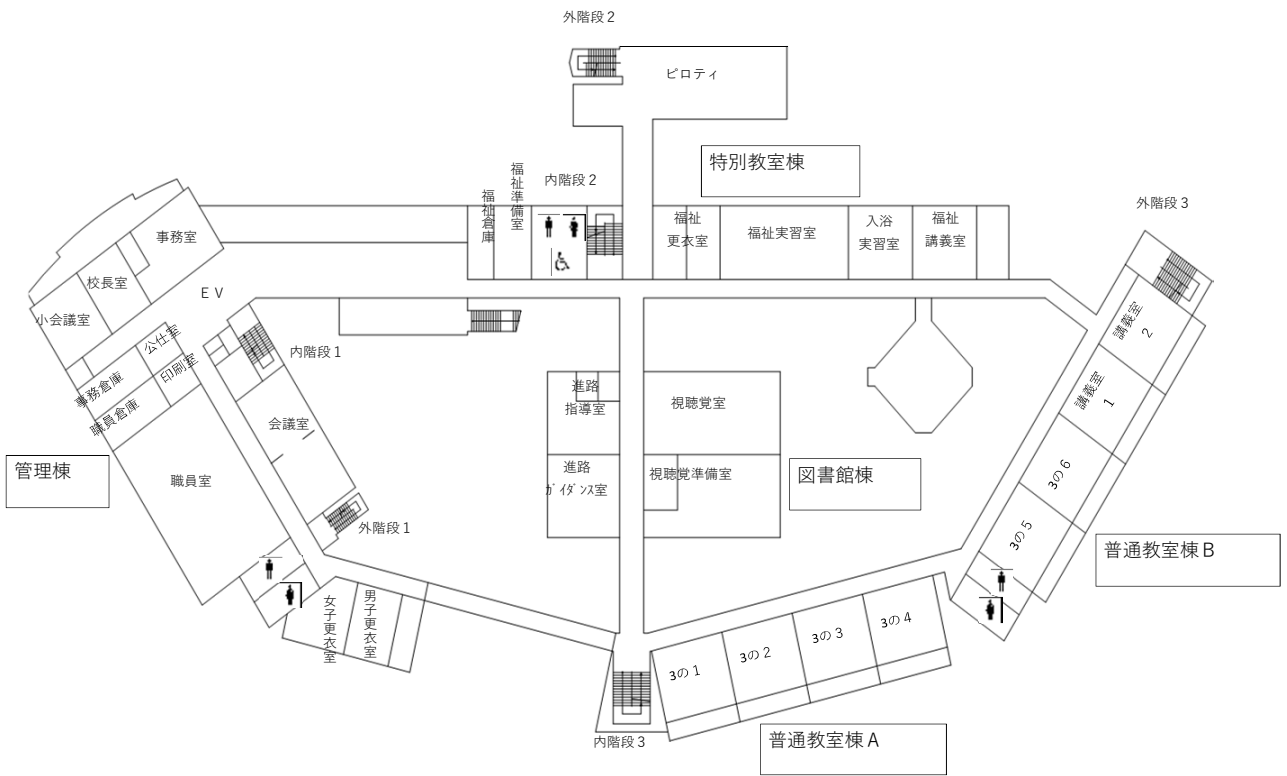 外階段２
ピロティ
特別教室棟
内階段２
福祉準備室
福祉倉庫
福祉
更衣室
福祉実習室
入浴
実習室
福祉
講義室
外階段３
事務室
校長室
小会議室
ＥＶ
公仕室
印刷室
事務倉庫
職員倉庫
内階段１
会議室
職員室
管理棟
外階段１
進路
指導室
視聴覚室
進路
ｶﾞｲﾀﾞﾝｽ室
視聴覚準備室
図書館棟
講義室
２
講義室
１
３の６
３の５
普通教室棟Ｂ
女子更衣室
男子更衣室
３の１
３の２
３の３
３の４
内階段３
普通教室棟Ａ